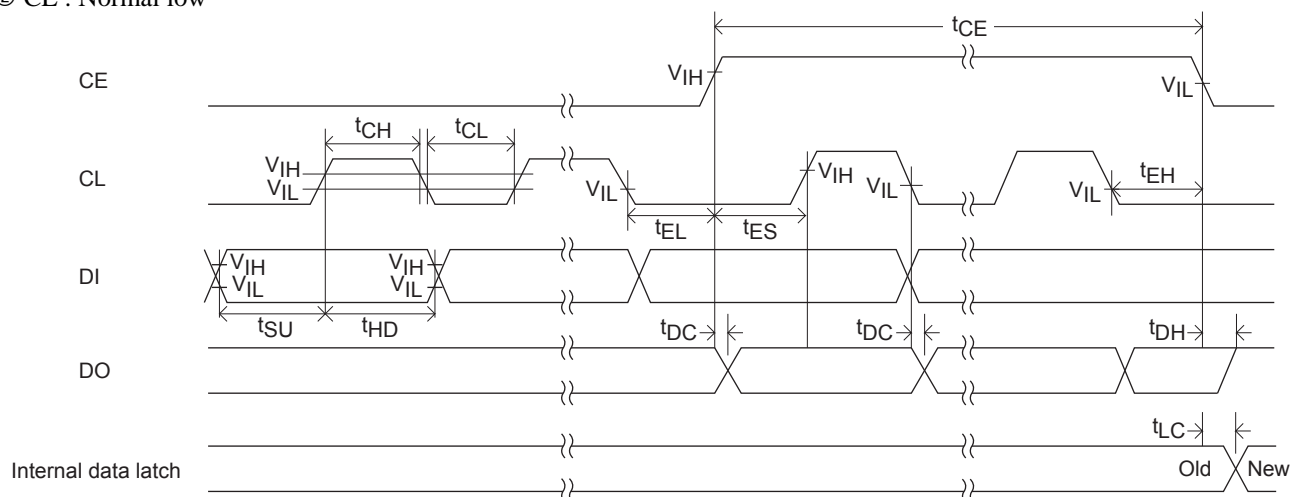 CE : Normal low
tCE
CE
VIH
VIL
tCH
tCL
CL
VIH
VIL
VIL
VIH
VIL
VIL
tEH
tEL
tES
DI
VIH
VIL
VIH
VIL
tSU
tHD
tDC
tDC
tDH
DO
tLC
Internal data latch
Old
New